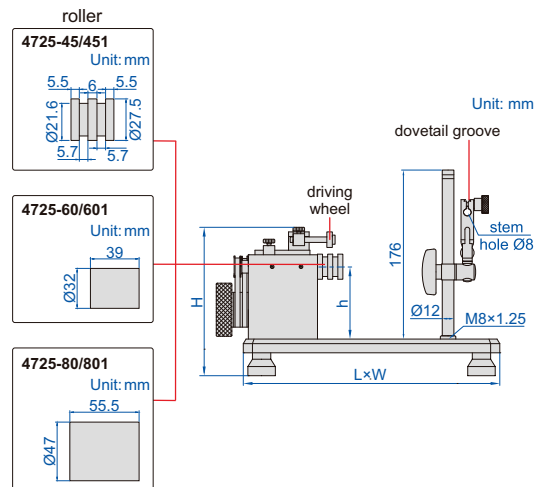 roller
4725-45/451
Unit: mm
5.5 6 5.5
Ø21.6
Ø27.5
5.7
5.7
4725-60/601
Unit: mm
39
Ø32
4725-80/801
Unit: mm
55.5
Ø47
Unit: mm
dovetail groove
driving
wheel
stem
hole Ø8
176
H
h
Ø12
M8×1.25
L×W